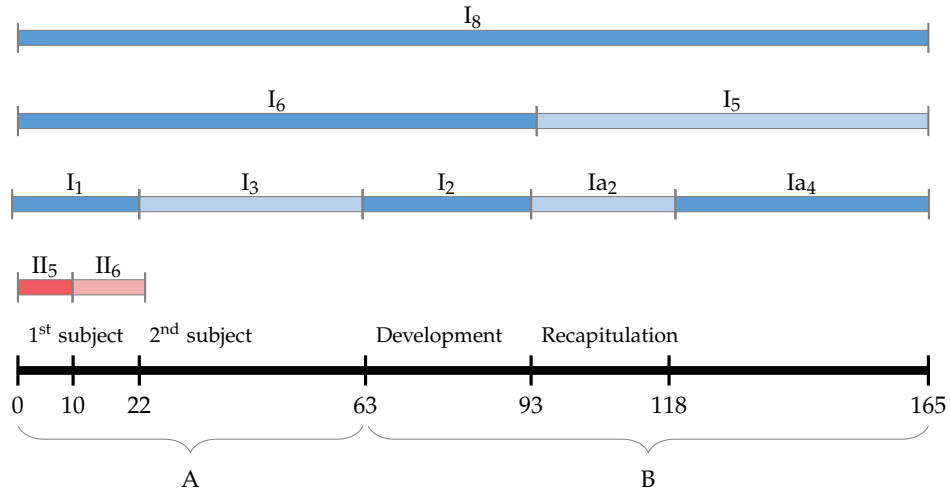 I₈
I₆ I₅
I₁ I₃ I₂ Ia₂ Ia₄
II₅ II₆
1ˢᵗ subject 2ⁿᵈ subject Development Recapitulation
0 10 22 63 93 118 165
A B